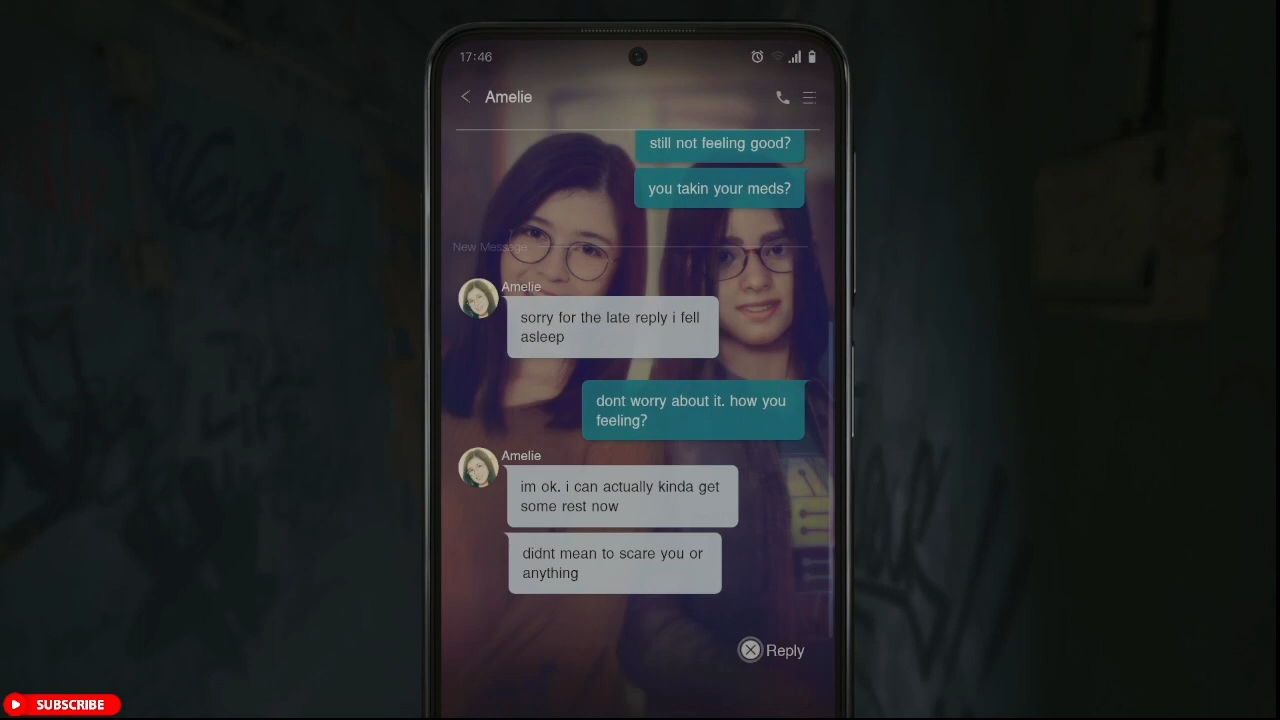 17:46
Amelie
still not feeling good?
you takin your meds?
New Message
Amelie
sorry for the late reply i fell
asleep
dont worry about it. how you
feeling?
Amelie
im ok. i can actually kinda get
some rest now
didnt mean to scare you or
anything
Reply
SUBSCRIBE